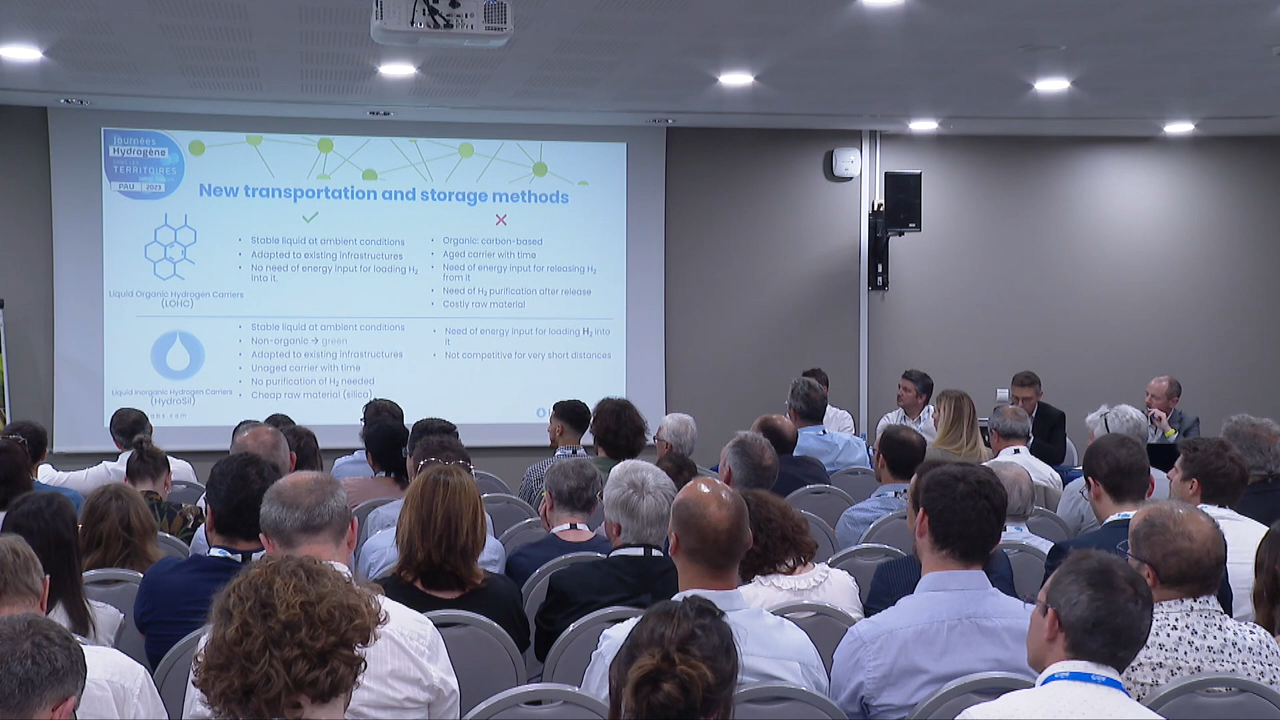 Journées
Hydrogène
DANS LES
TERRITOIRES
PAU 2023
New transportation and storage methods
• Stable liquid at ambient conditions
• Adapted to existing infrastructures
• No need of energy input for loading H₂
into it.
• Organic: carbon-based
• Aged carrier with time
• Need of energy input for releasing H₂
from it
• Need of H₂ purification after release
• Costly raw material
Liquid Organic Hydrogen Carriers
(LOHC)
• Stable liquid at ambient conditions
• Non-organic → green
• Adapted to existing infrastructures
• Unaged carrier with time
• No purification of H₂ needed
• Cheap raw material (silica)
• Need of energy input for loading H₂ into
it
• Not competitive for very short distances
Liquid Inorganic Hydrogen Carriers
(HydroSil)